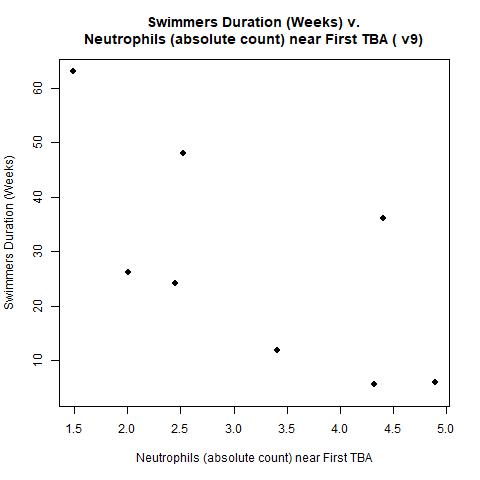 Swimmers Duration (Weeks) v.
Neutrophils (absolute count) near First TBA ( v9)
Swimmers Duration (Weeks)
60
50
40
30
20
10
1.5 2.0 2.5 3.0 3.5 4.0 4.5 5.0
Neutrophils (absolute count) near First TBA